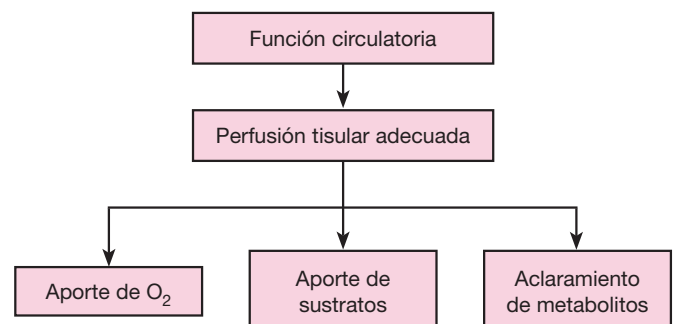 Función circulatoria
Perfusión tisular adecuada
Aporte de O₂
Aporte de
sustratos
Aclaramiento
de metabolitos